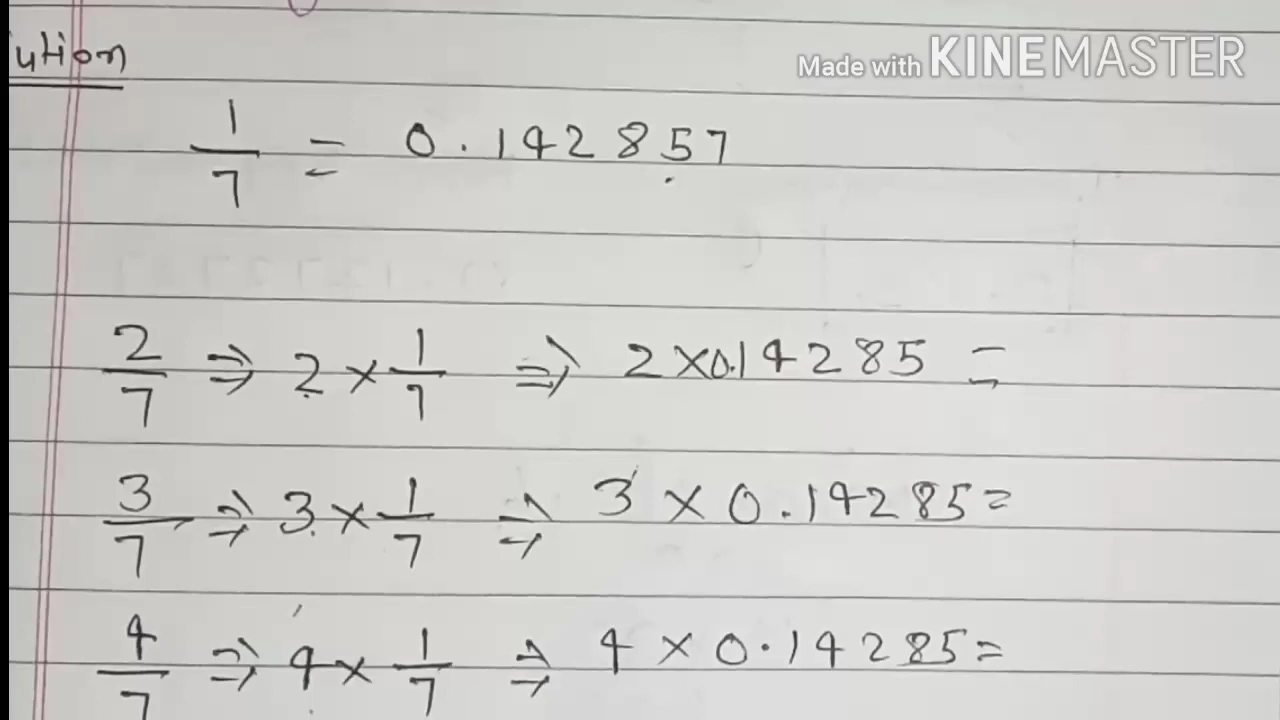 Made with KINEMASTER
ution
1/7 = 0.142857
2/7 ⇒ 2 × 1/7 ⇒ 2 × 0.14285 =
3/7 ⇒ 3 × 1/7 ⇒ 3 × 0.14285 =
4/7 ⇒ 4 × 1/7 ⇒ 4 × 0.14285 =